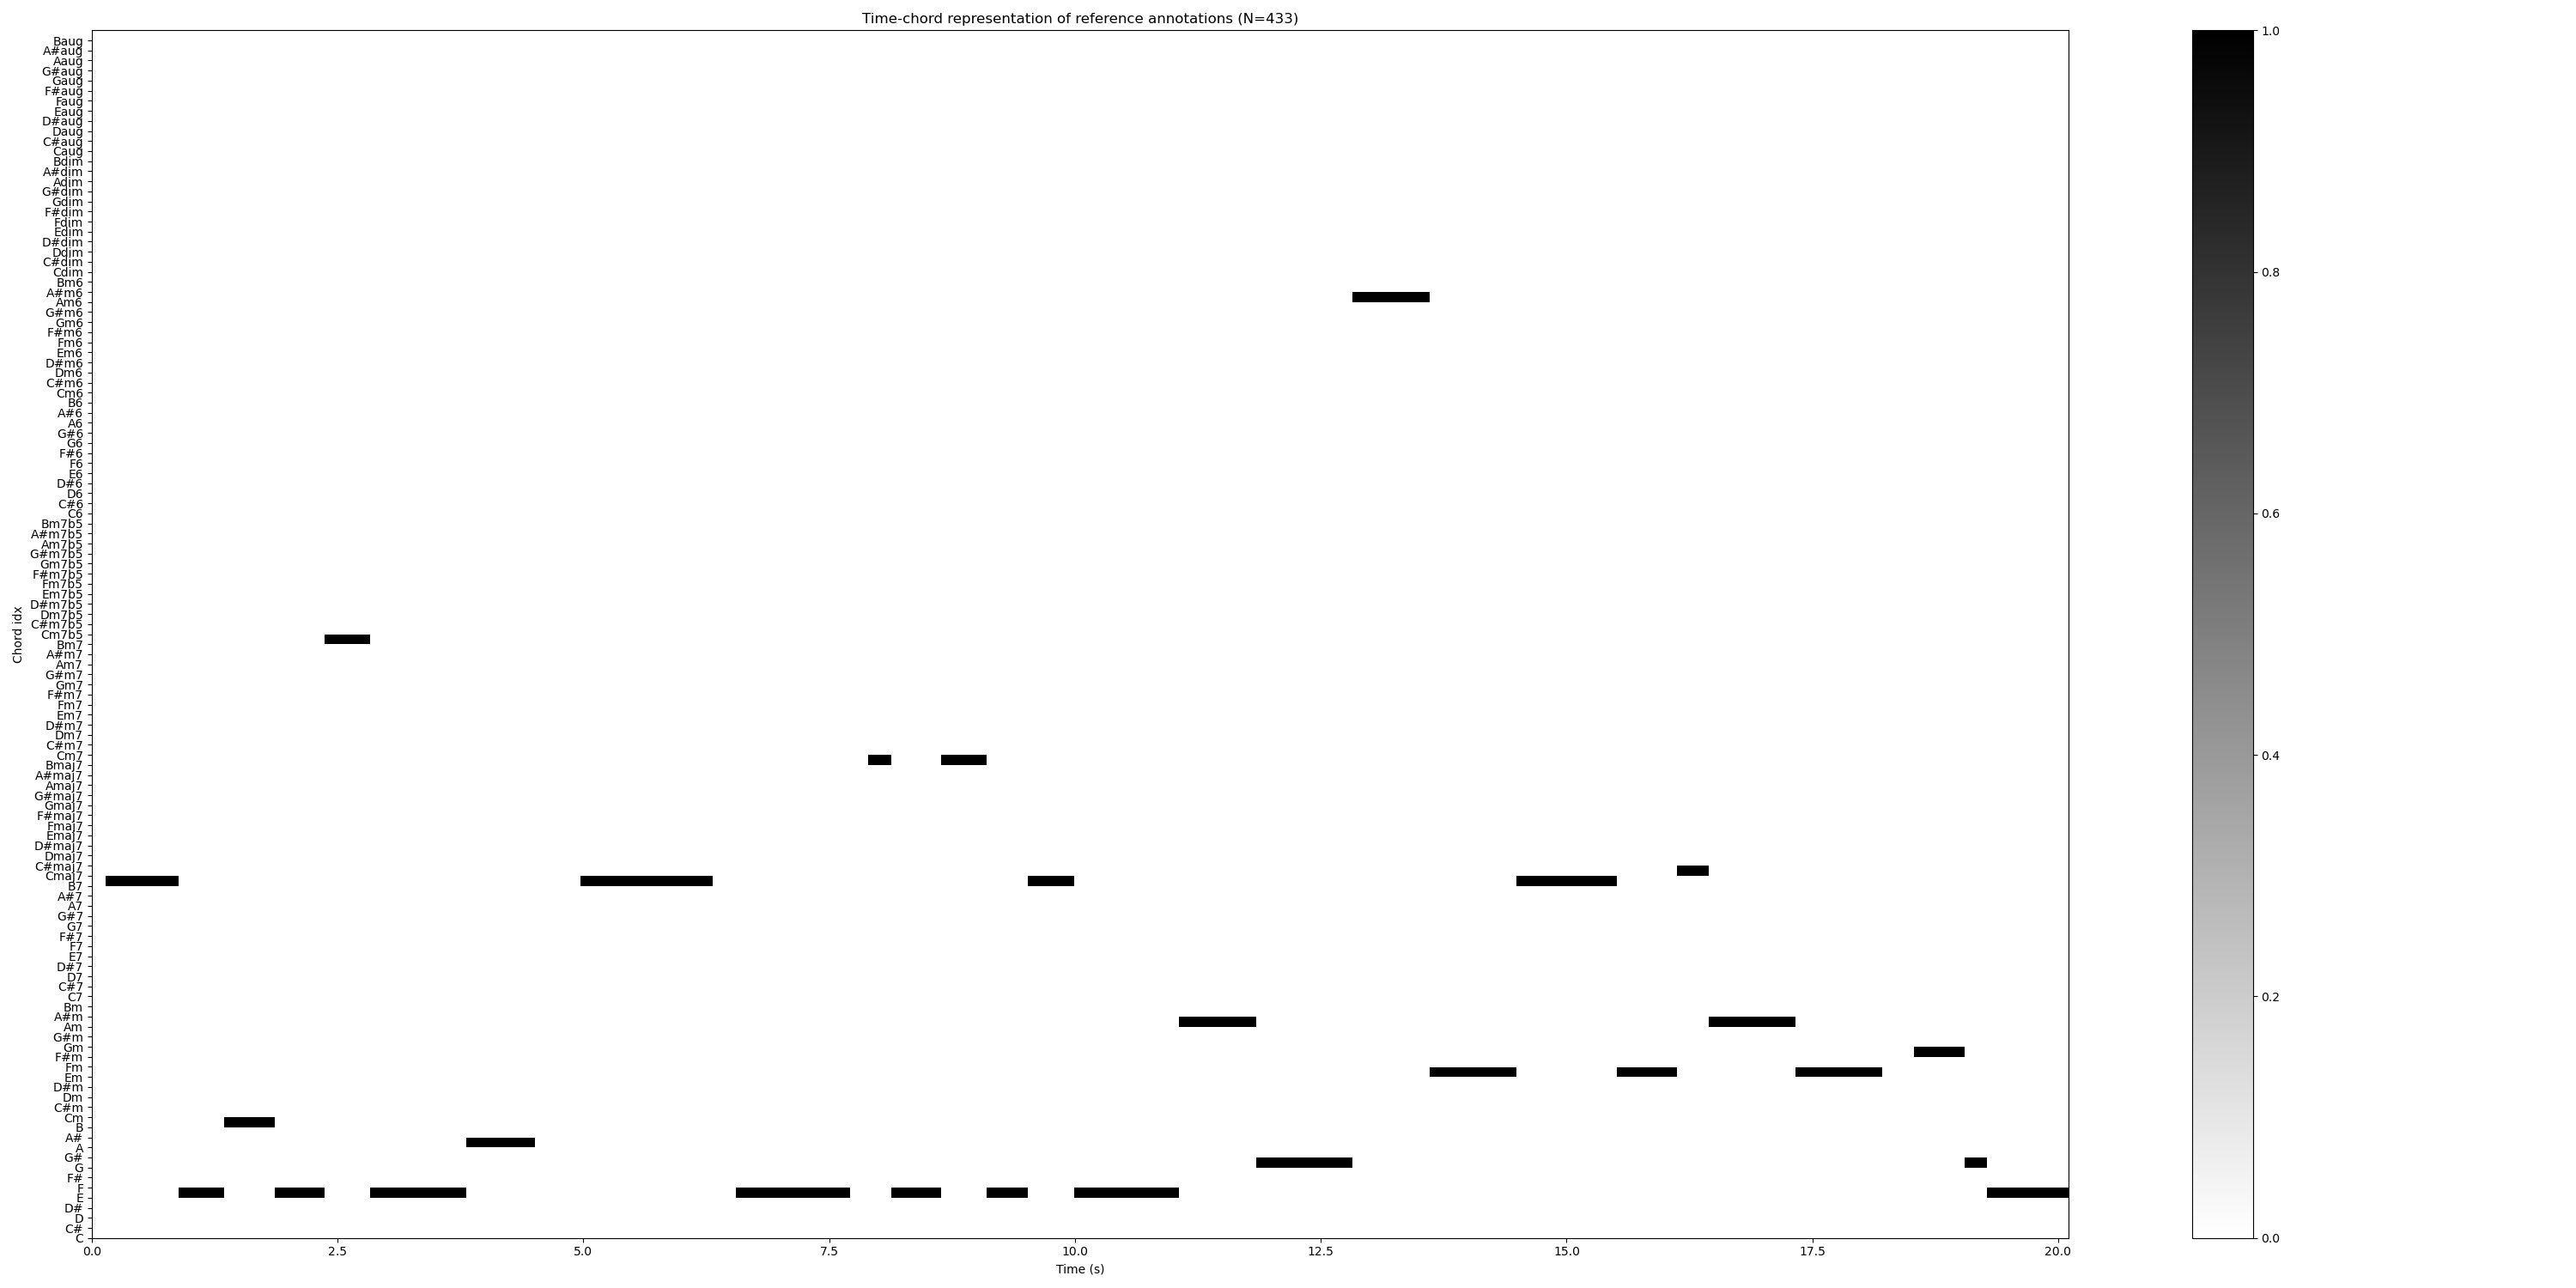 Time-chord representation of reference annotations (N=433)
Baug
A#aug
Aaug
G#aug
Gaug
F#aug
Faug
Eaug
D#aug
Daug
C#aug
Caug
Bdim
A#dim
Adim
G#dim
Gdim
F#dim
Fdim
Edim
D#dim
Ddim
C#dim
Cdim
Bm6
A#m6
Am6
G#m6
Gm6
F#m6
Fm6
Em6
D#m6
Dm6
C#m6
Cm6
B6
A#6
A6
G#6
G6
F#6
F6
E6
D#6
D6
C#6
C6
Bm7b5
A#m7b5
Am7b5
G#m7b5
Gm7b5
F#m7b5
Fm7b5
Em7b5
D#m7b5
Dm7b5
C#m7b5
Cm7b5
Bm7
A#m7
Am7
G#m7
Gm7
F#m7
Fm7
Em7
D#m7
Dm7
C#m7
Cm7
Bmaj7
A#maj7
Amaj7
G#maj7
Gmaj7
F#maj7
Fmaj7
Emaj7
D#maj7
Dmaj7
C#maj7
Cmaj7
B7
A#7
A7
G#7
G7
F#7
F7
E7
D#7
D7
C#7
C7
Bm
A#m
Am
G#m
Gm
F#m
Fm
Em
D#m
Dm
C#m
Cm
B
A#
A
G#
G
F#
F
E
D#
D
C#
C
Chord idx
0.0 2.5 5.0 7.5 10.0 12.5 15.0 17.5 20.0
Time (s)
1.0
0.8
0.6
0.4
0.2
0.0